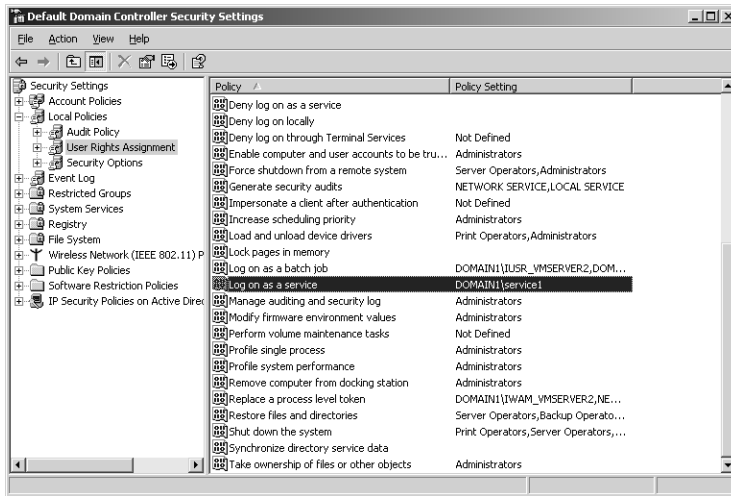 Default Domain Controller Security Settings
File Action View Help
Security Settings
Account Policies
Local Policies
Audit Policy
User Rights Assignment
Security Options
Event Log
Restricted Groups
System Services
Registry
File System
Wireless Network (IEEE 802.11) P
Public Key Policies
Software Restriction Policies
IP Security Policies on Active Direc
Policy Policy Setting
Deny log on as a service
Deny log on locally
Deny log on through Terminal Services Not Defined
Enable computer and user accounts to be tru... Administrators
Force shutdown from a remote system Server Operators,Administrators
Generate security audits NETWORK SERVICE,LOCAL SERVICE
Impersonate a client after authentication Not Defined
Increase scheduling priority Administrators
Load and unload device drivers Print Operators,Administrators
Lock pages in memory
Log on as a batch job DOMAIN1\IUSR_VMSERVER2,DOM...
Log on as a service DOMAIN1\service1
Manage auditing and security log Administrators
Modify firmware environment values Administrators
Perform volume maintenance tasks Not Defined
Profile single process Administrators
Profile system performance Administrators
Remove computer from docking station Administrators
Replace a process level token DOMAIN1\IWAM_VMSERVER2,NE...
Restore files and directories Server Operators,Backup Operato...
Shut down the system Print Operators,Server Operators,...
Synchronize directory service data
Take ownership of files or other objects Administrators